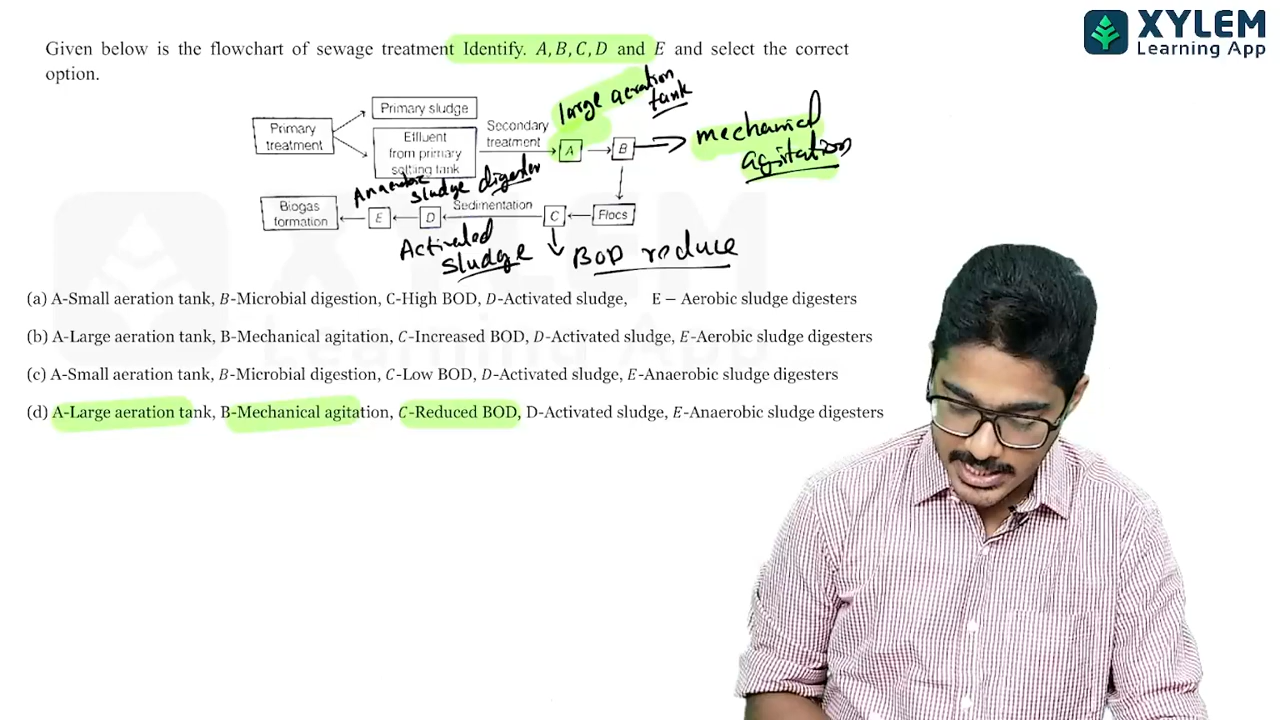 XYLEM
Learning App
Given below is the flowchart of sewage treatment Identify. A, B, C, D and E and select the correct
option.
large aeration
tank
Primary sludge
Primary
treatment
Effluent
from primary
settling tank
Secondary
treatment
A
B
mechanical
agitation
Anaerobic
sludge digester
Biogas
formation
E
D
Sedimentation
C
Flocs
Activated
sludge
BOD reduce
(a) A-Small aeration tank, B-Microbial digestion, C-High BOD, D-Activated sludge, E – Aerobic sludge digesters
(b) A-Large aeration tank, B-Mechanical agitation, C-Increased BOD, D-Activated sludge, E-Aerobic sludge digesters
(c) A-Small aeration tank, B-Microbial digestion, C-Low BOD, D-Activated sludge, E-Anaerobic sludge digesters
(d) A-Large aeration tank, B-Mechanical agitation, C-Reduced BOD, D-Activated sludge, E-Anaerobic sludge digesters
XYLEM
Learning App